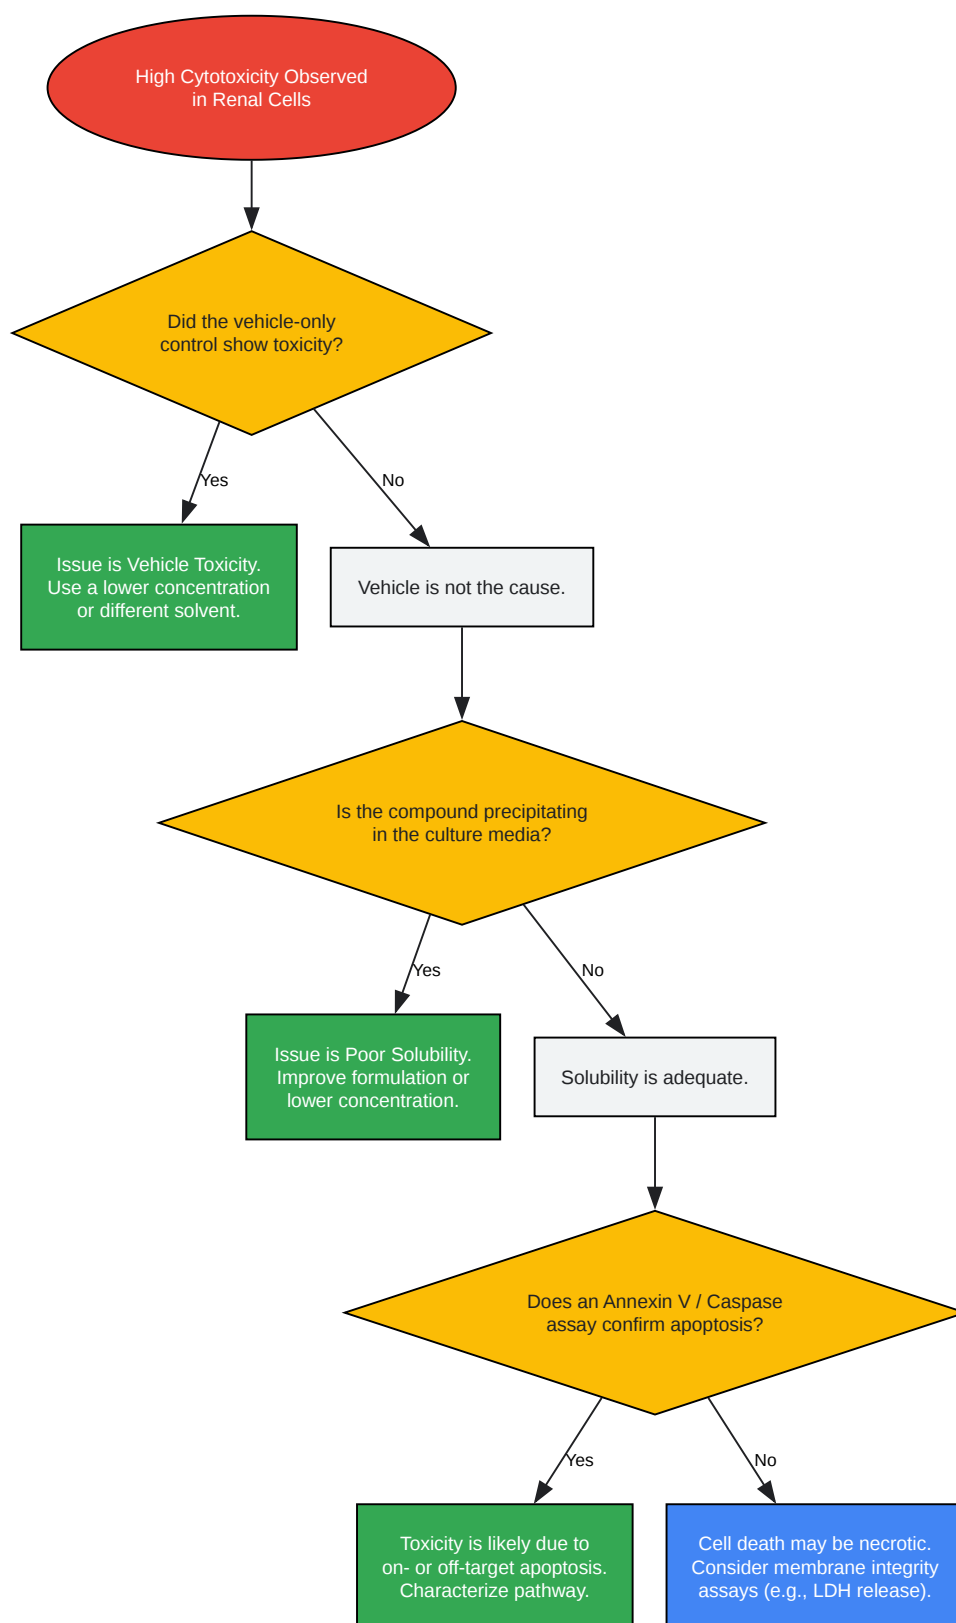 High Cytotoxicity Observed
in Renal Cells
Did the vehicle-only
control show toxicity?
Yes
No
Issue is Vehicle Toxicity.
Use a lower concentration
or different solvent.
Vehicle is not the cause.
Is the compound precipitating
in the culture media?
Yes
No
Issue is Poor Solubility.
Improve formulation or
lower concentration.
Solubility is adequate.
Does an Annexin V / Caspase
assay confirm apoptosis?
Yes
No
Toxicity is likely due to
on- or off-target apoptosis.
Characterize pathway.
Cell death may be necrotic.
Consider membrane integrity
assays (e.g., LDH release).